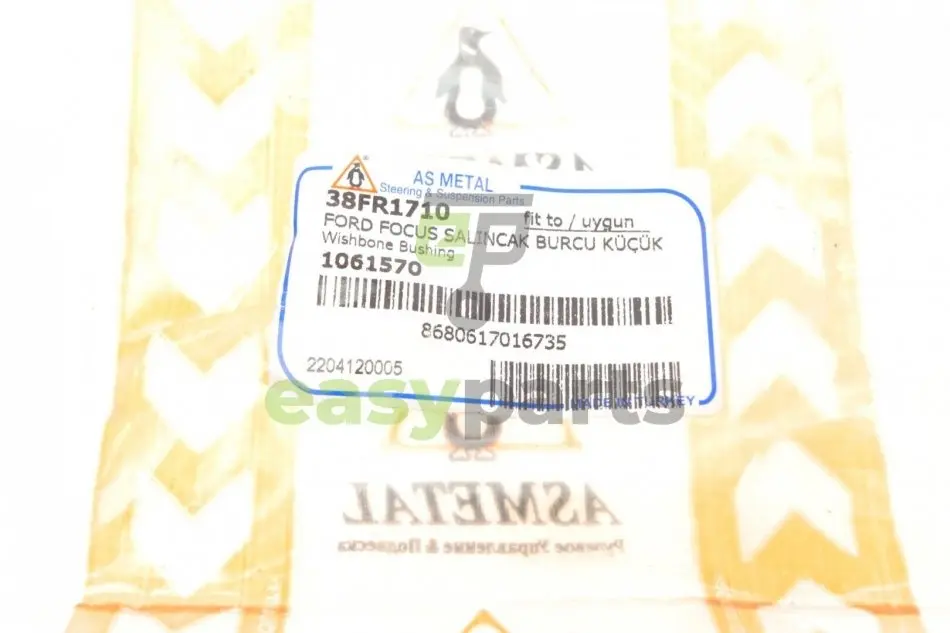 AS METAL
Steering & Suspension Parts
38FR1710
fit to / uygun
FORD FOCUS SALINCAK BURCU KÜÇÜK
Wishbone Bushing
1061570
8680617016735
2204120005
MADE IN TURKEY
easyparts
ASMETAL
Рулевое Управление & Подвеска